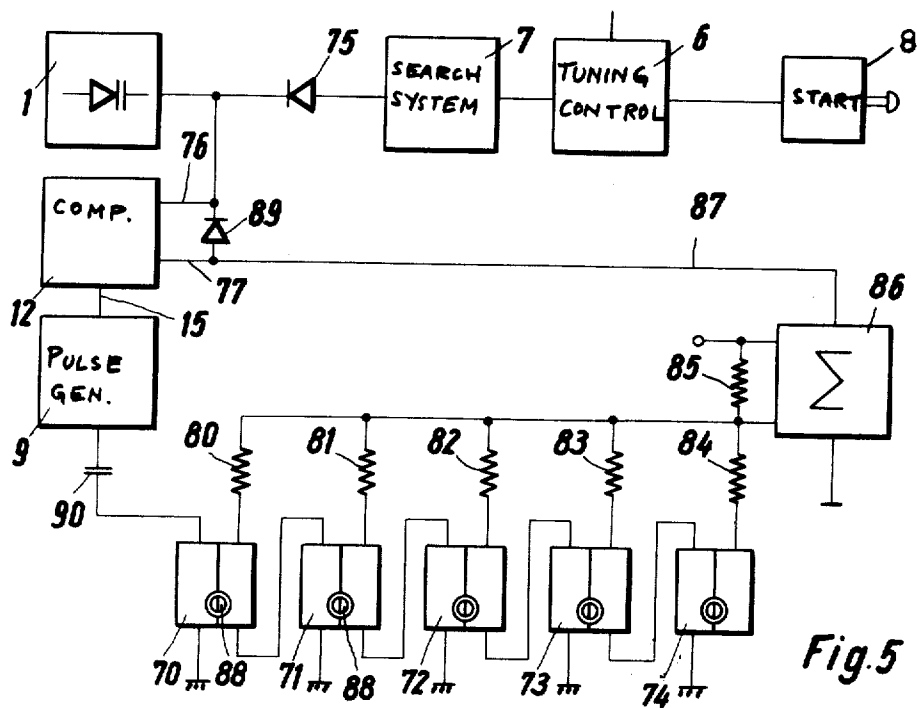 75
7
6
8
1
SEARCH
SYSTEM
TUNING
CONTROL
START
76
COMP.
89
87
12
15
77
86
PULSE
GEN.
85
Σ
9
80
81
82
83
84
90
70
88
71
88
72
73
74
Fig.5